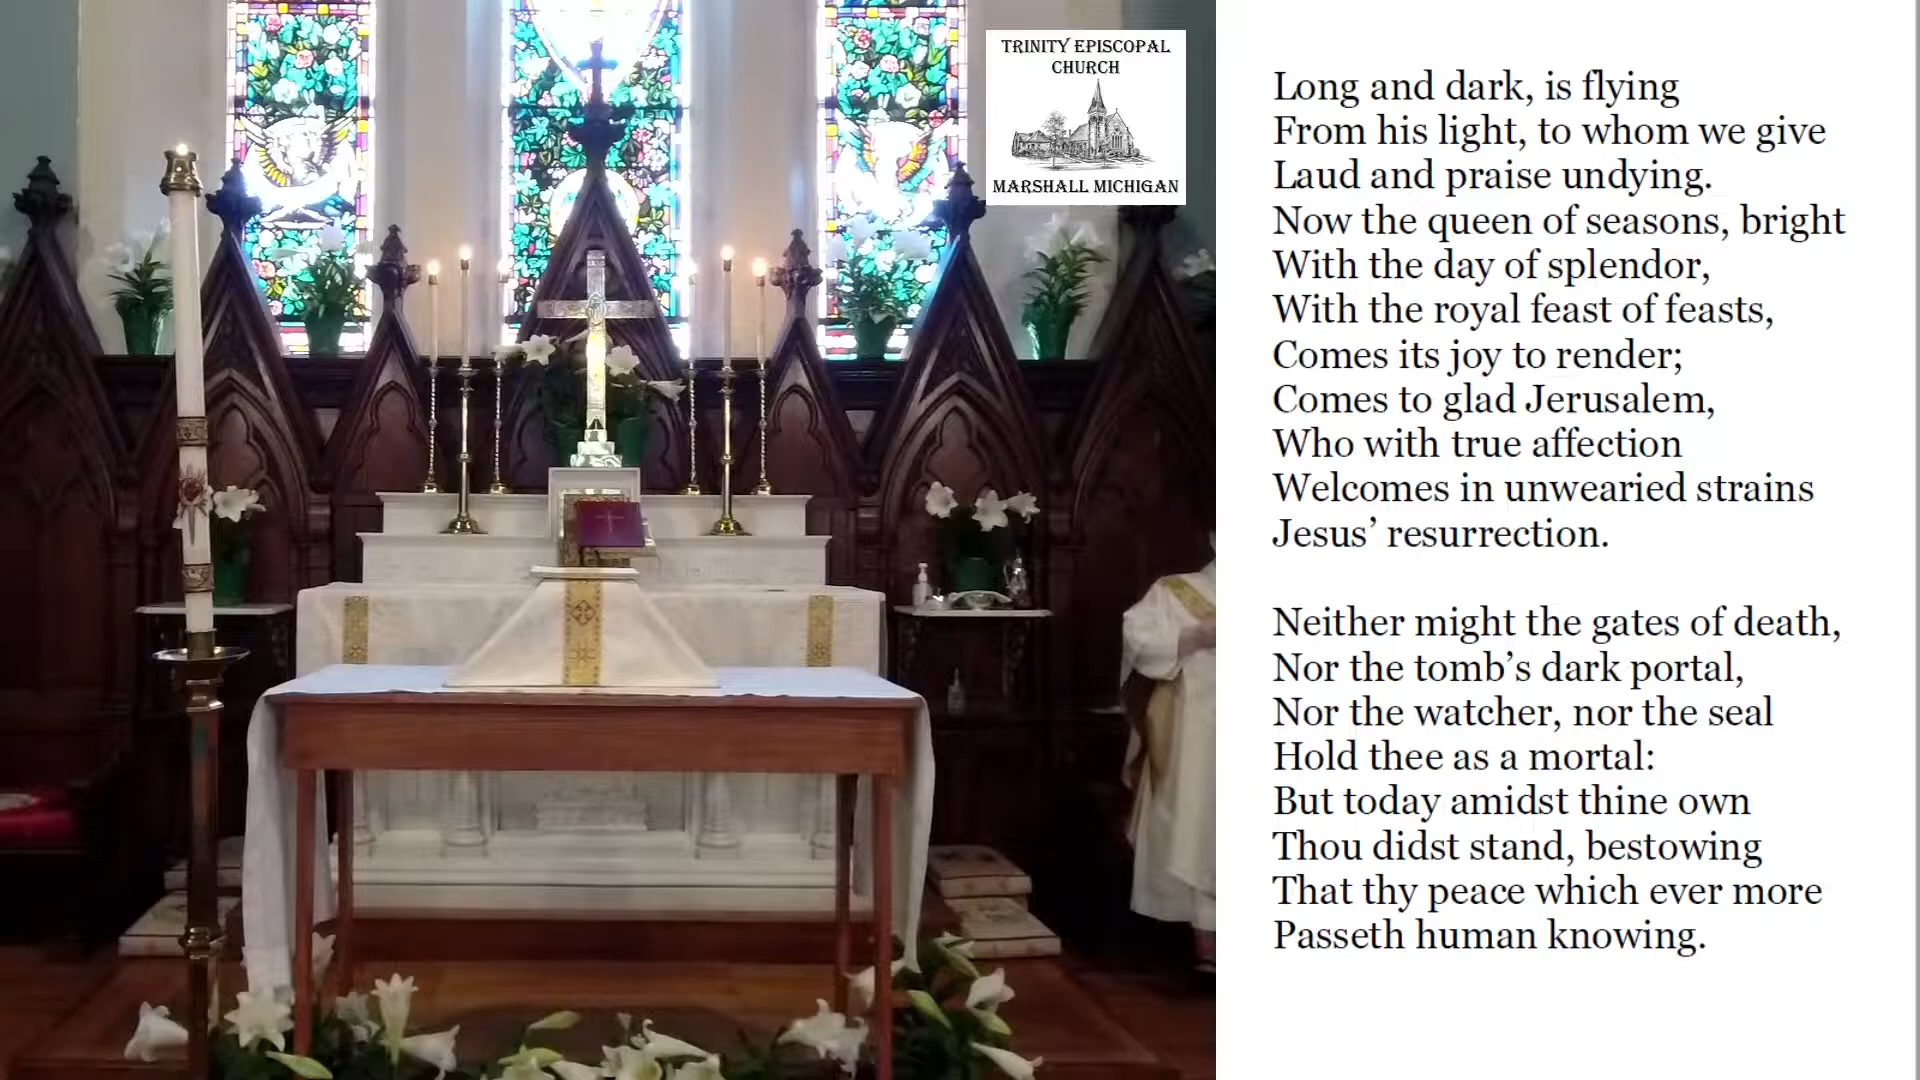 TRINITY EPISCOPAL
CHURCH
MARSHALL MICHIGAN
Long and dark, is flying
From his light, to whom we give
Laud and praise undying.
Now the queen of seasons, bright
With the day of splendor,
With the royal feast of feasts,
Comes its joy to render;
Comes to glad Jerusalem,
Who with true affection
Welcomes in unwearied strains
Jesus’ resurrection.
Neither might the gates of death,
Nor the tomb’s dark portal,
Nor the watcher, nor the seal
Hold thee as a mortal:
But today amidst thine own
Thou didst stand, bestowing
That thy peace which ever more
Passeth human knowing.